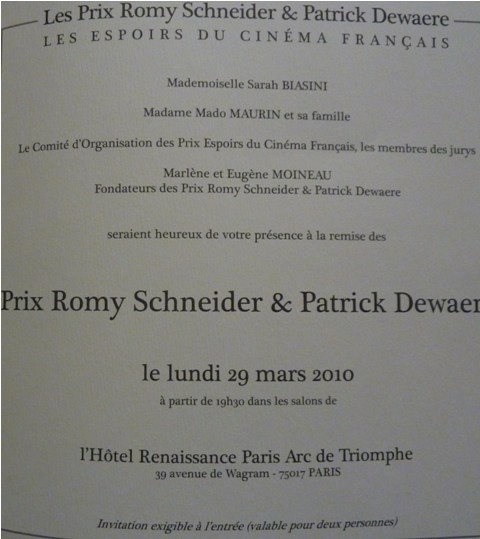 Les Prix Romy Schneider & Patrick Dewaere
LES ESPOIRS DU CINÉMA FRANÇAIS
Mademoiselle Sarah BIASINI
Madame Mado MAURIN et sa famille
Le Comité d'Organisation des Prix Espoirs du Cinéma Français, les membres des jurys
Marlène et Eugène MOINEAU
Fondateurs des Prix Romy Schneider & Patrick Dewaere
seraient heureux de votre présence à la remise des
Prix Romy Schneider & Patrick Dewaer
le lundi 29 mars 2010
à partir de 19h30 dans les salons de
l'Hôtel Renaissance Paris Arc de Triomphe
39 avenue de Wagram - 75017 PARIS
Invitation exigible à l'entrée (valable pour deux personnes)